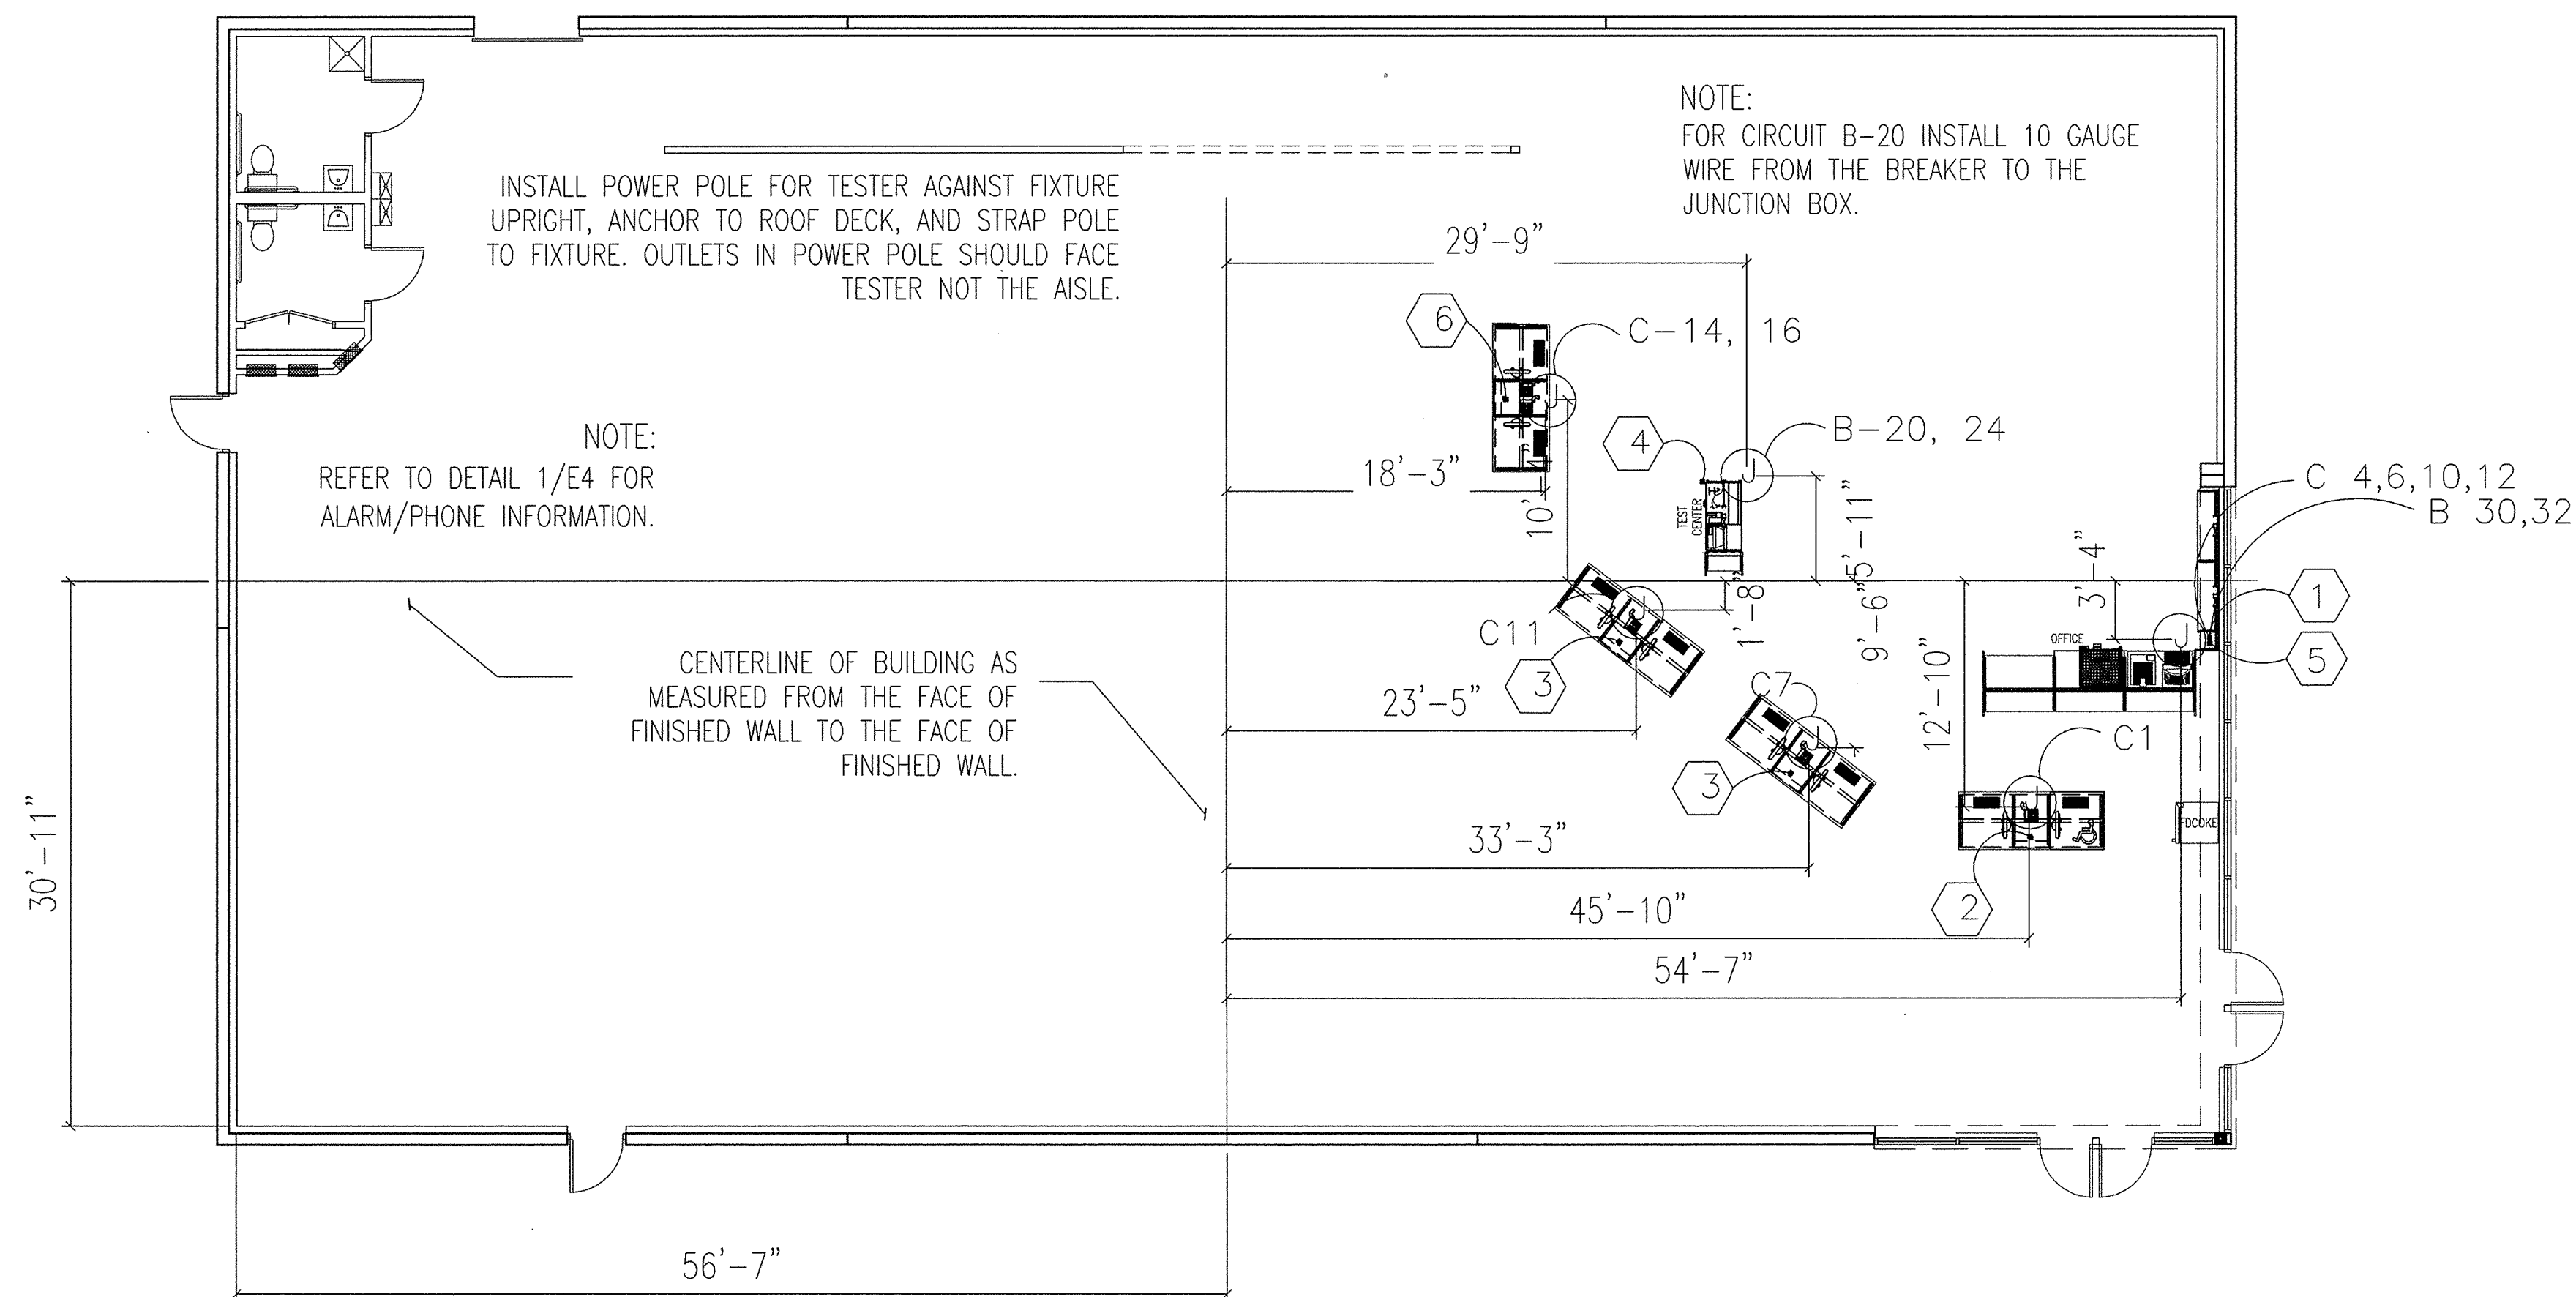 NOTE:
FOR CIRCUIT B-20 INSTALL 10 GAUGE
WIRE FROM THE BREAKER TO THE
JUNCTION BOX.
INSTALL POWER POLE FOR TESTER AGAINST FIXTURE
UPRIGHT, ANCHOR TO ROOF DECK, AND STRAP POLE
TO FIXTURE. OUTLETS IN POWER POLE SHOULD FACE
TESTER NOT THE AISLE.
29'-9"
6
C-14, 16
J
4
B-20, 24
J
NOTE:
REFER TO DETAIL 1/E4 FOR
ALARM/PHONE INFORMATION.
18'-3"
10'-1"
TEST
CENTER
5'-11"
C 4,6,10,12
B 30,32
3'-4"
1
1'-8"
9'-6"
J
C11
3
OFFICE
J
5
CENTERLINE OF BUILDING AS
MEASURED FROM THE FACE OF
FINISHED WALL TO THE FACE OF
FINISHED WALL.
23'-5"
C7
J
12'-10"
C1
3
J
FDCOKE
30'-11"
33'-3"
45'-10"
2
54'-7"
56'-7"